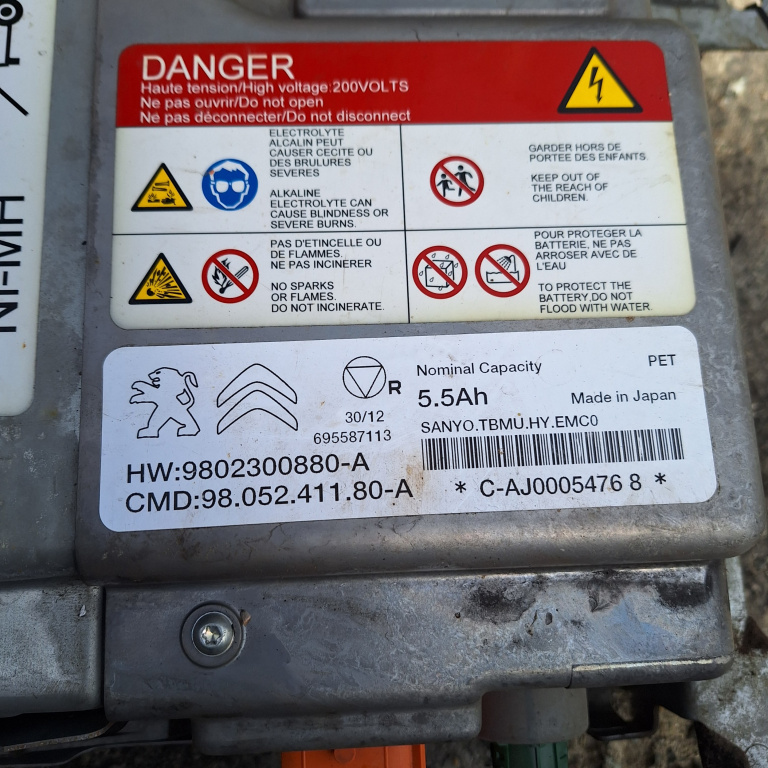 DANGER
Haute tension/High voltage:200VOLTS
Ne pas ouvrir/Do not open
Ne pas déconnecter/Do not disconnect
ELECTROLYTE
ALCALIN PEUT
CAUSER CECITE OU
DES BRULURES
SEVERES
ALKALINE
ELECTROLYTE CAN
CAUSE BLINDNESS OR
SEVERE BURNS.
GARDER HORS DE
PORTEE DES ENFANTS.
KEEP OUT OF
THE REACH OF
CHILDREN.
PAS D'ETINCELLE OU
DE FLAMMES.
NE PAS INCINERER
NO SPARKS
OR FLAMES.
DO NOT INCINERATE.
POUR PROTEGER LA
BATTERIE, NE PAS
ARROSER AVEC DE
L'EAU
TO PROTECT THE
BATTERY,DO NOT
FLOOD WITH WATER.
NI-MH
R
30/12
695587113
Nominal Capacity
5.5Ah
PET
Made in Japan
SANYO.TBMU.HY.EMC0
HW:9802300880-A
CMD:98.052.411.80-A
* C-AJ0005476 8 *